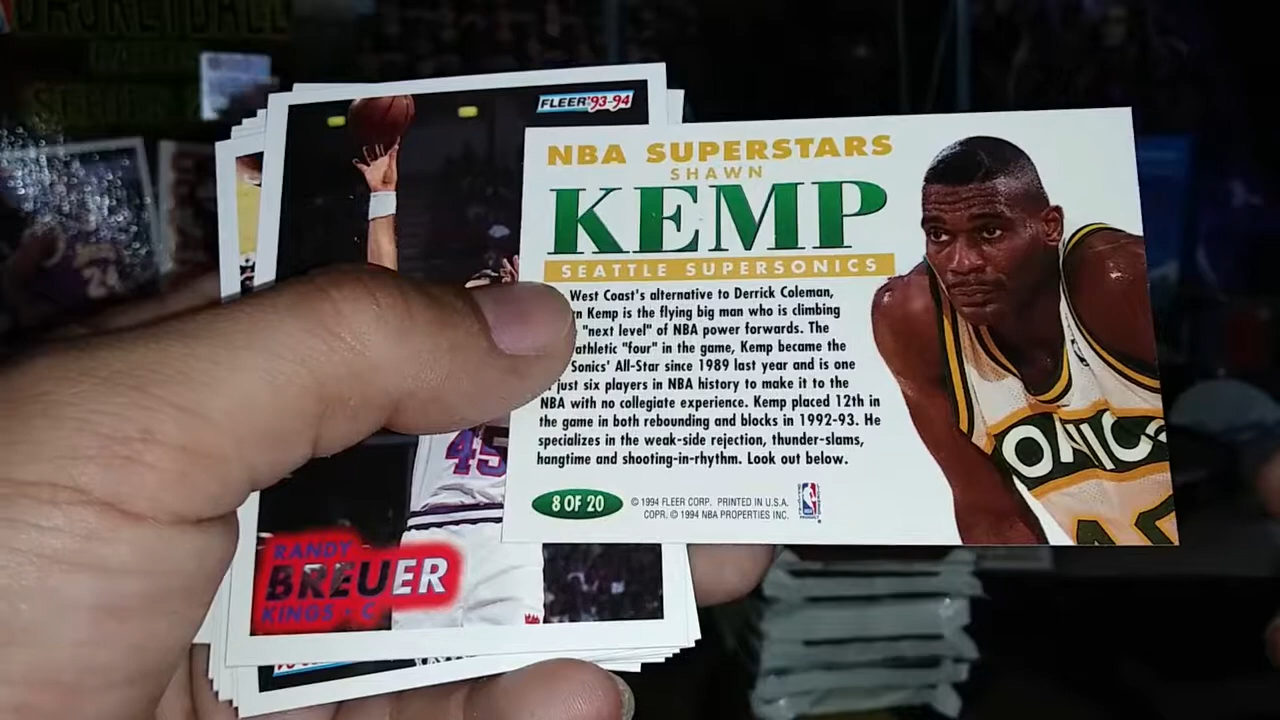 BASKETBALL
FLEER '93-94
NBA SUPERSTARS
SHAWN
KEMP
SEATTLE SUPERSONICS
West Coast's alternative to Derrick Coleman,
Kemp is the flying big man who is climbing
"next level" of NBA power forwards. The
athletic "four" in the game, Kemp became the
Sonics' All-Star since 1989 last year and is one
just six players in NBA history to make it to the
NBA with no collegiate experience. Kemp placed 12th in
the game in both rebounding and blocks in 1992-93. He
specializes in the weak-side rejection, thunder-slams,
hangtime and shooting-in-rhythm. Look out below.
8 OF 20
© 1994 FLEER CORP. PRINTED IN U.S.A.
COPR. © 1994 NBA PROPERTIES INC.
45
RANDY
BREUER
KINGS • C
24